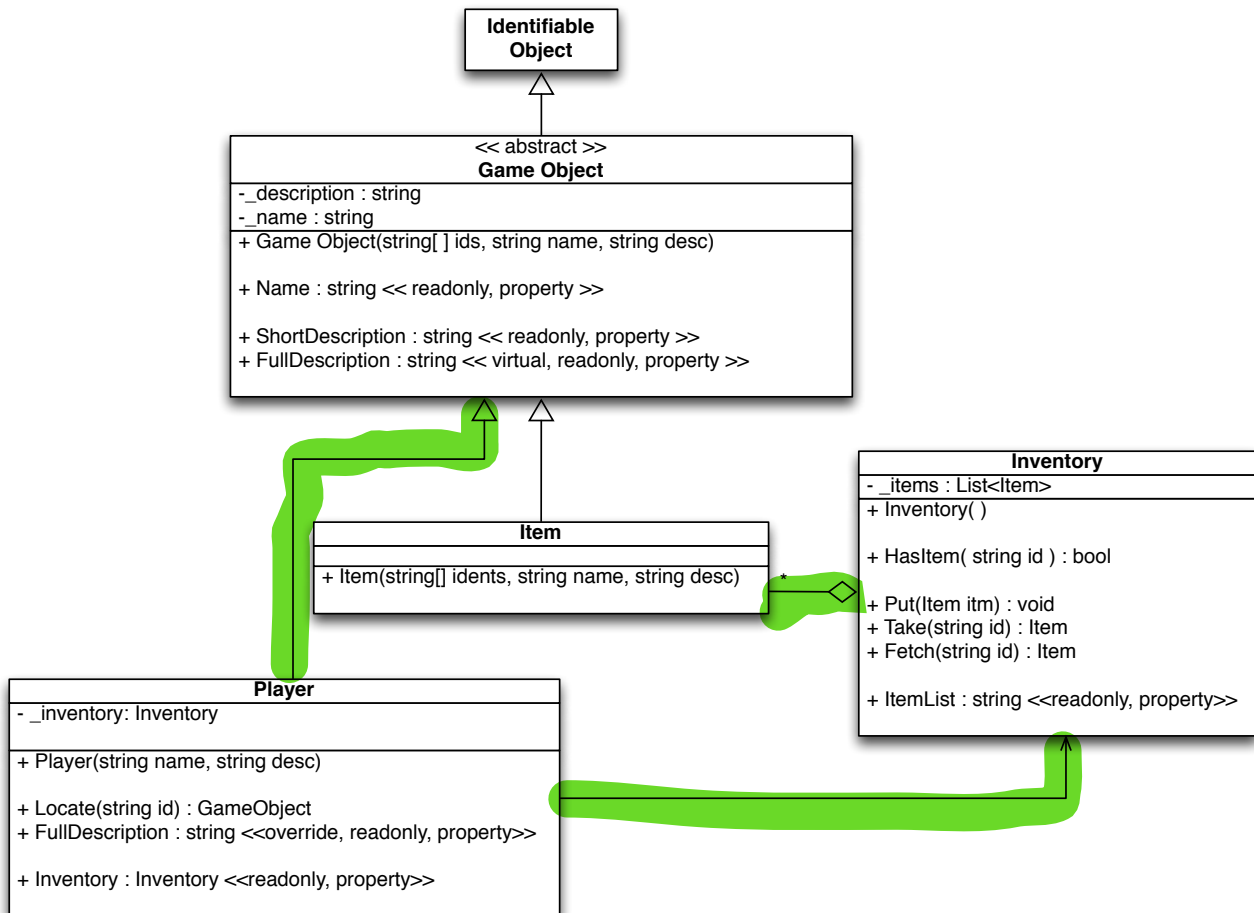 Identifiable
Object
<< abstract >>
Game Object
-_description : string
-_name : string
+ Game Object(string[ ] ids, string name, string desc)
+ Name : string << readonly, property >>
+ ShortDescription : string << readonly, property >>
+ FullDescription : string << virtual, readonly, property >>
Inventory
- _items : List<Item>
+ Inventory( )
+ HasItem( string id ) : bool
+ Put(Item itm) : void
+ Take(string id) : Item
+ Fetch(string id) : Item
+ ItemList : string <<readonly, property>>
Item
+ Item(string[] idents, string name, string desc)
*
Player
- _inventory: Inventory
+ Player(string name, string desc)
+ Locate(string id) : GameObject
+ FullDescription : string <<override, readonly, property>>
+ Inventory : Inventory <<readonly, property>>